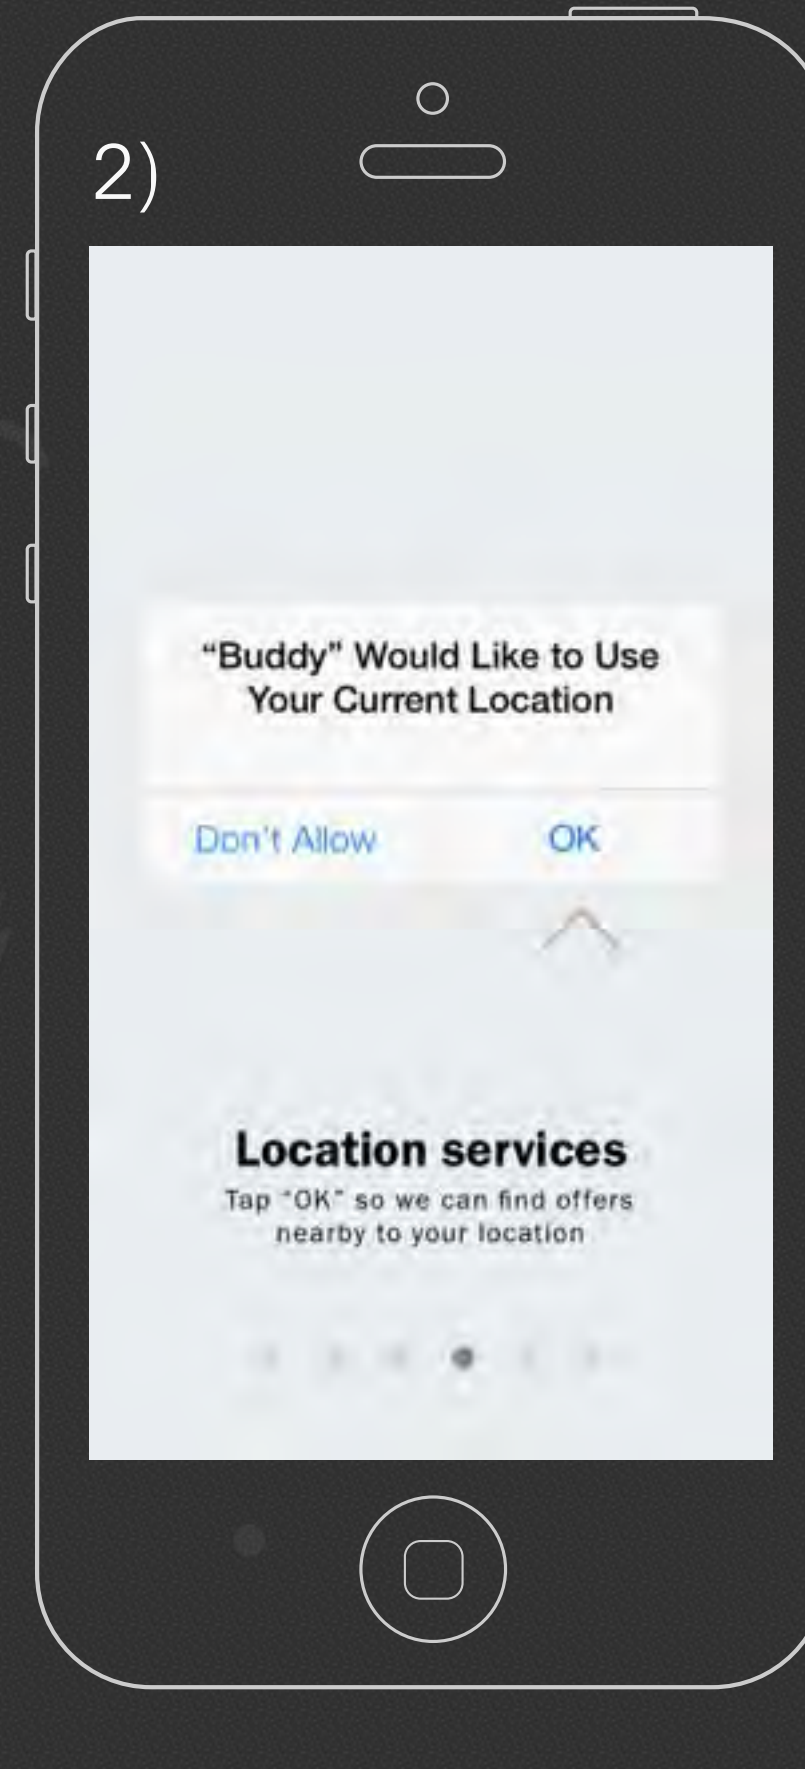 2)
“Buddy” Would Like to Use
Your Current Location
Don't Allow OK
Location services
Tap “OK” so we can find offers
nearby to your location